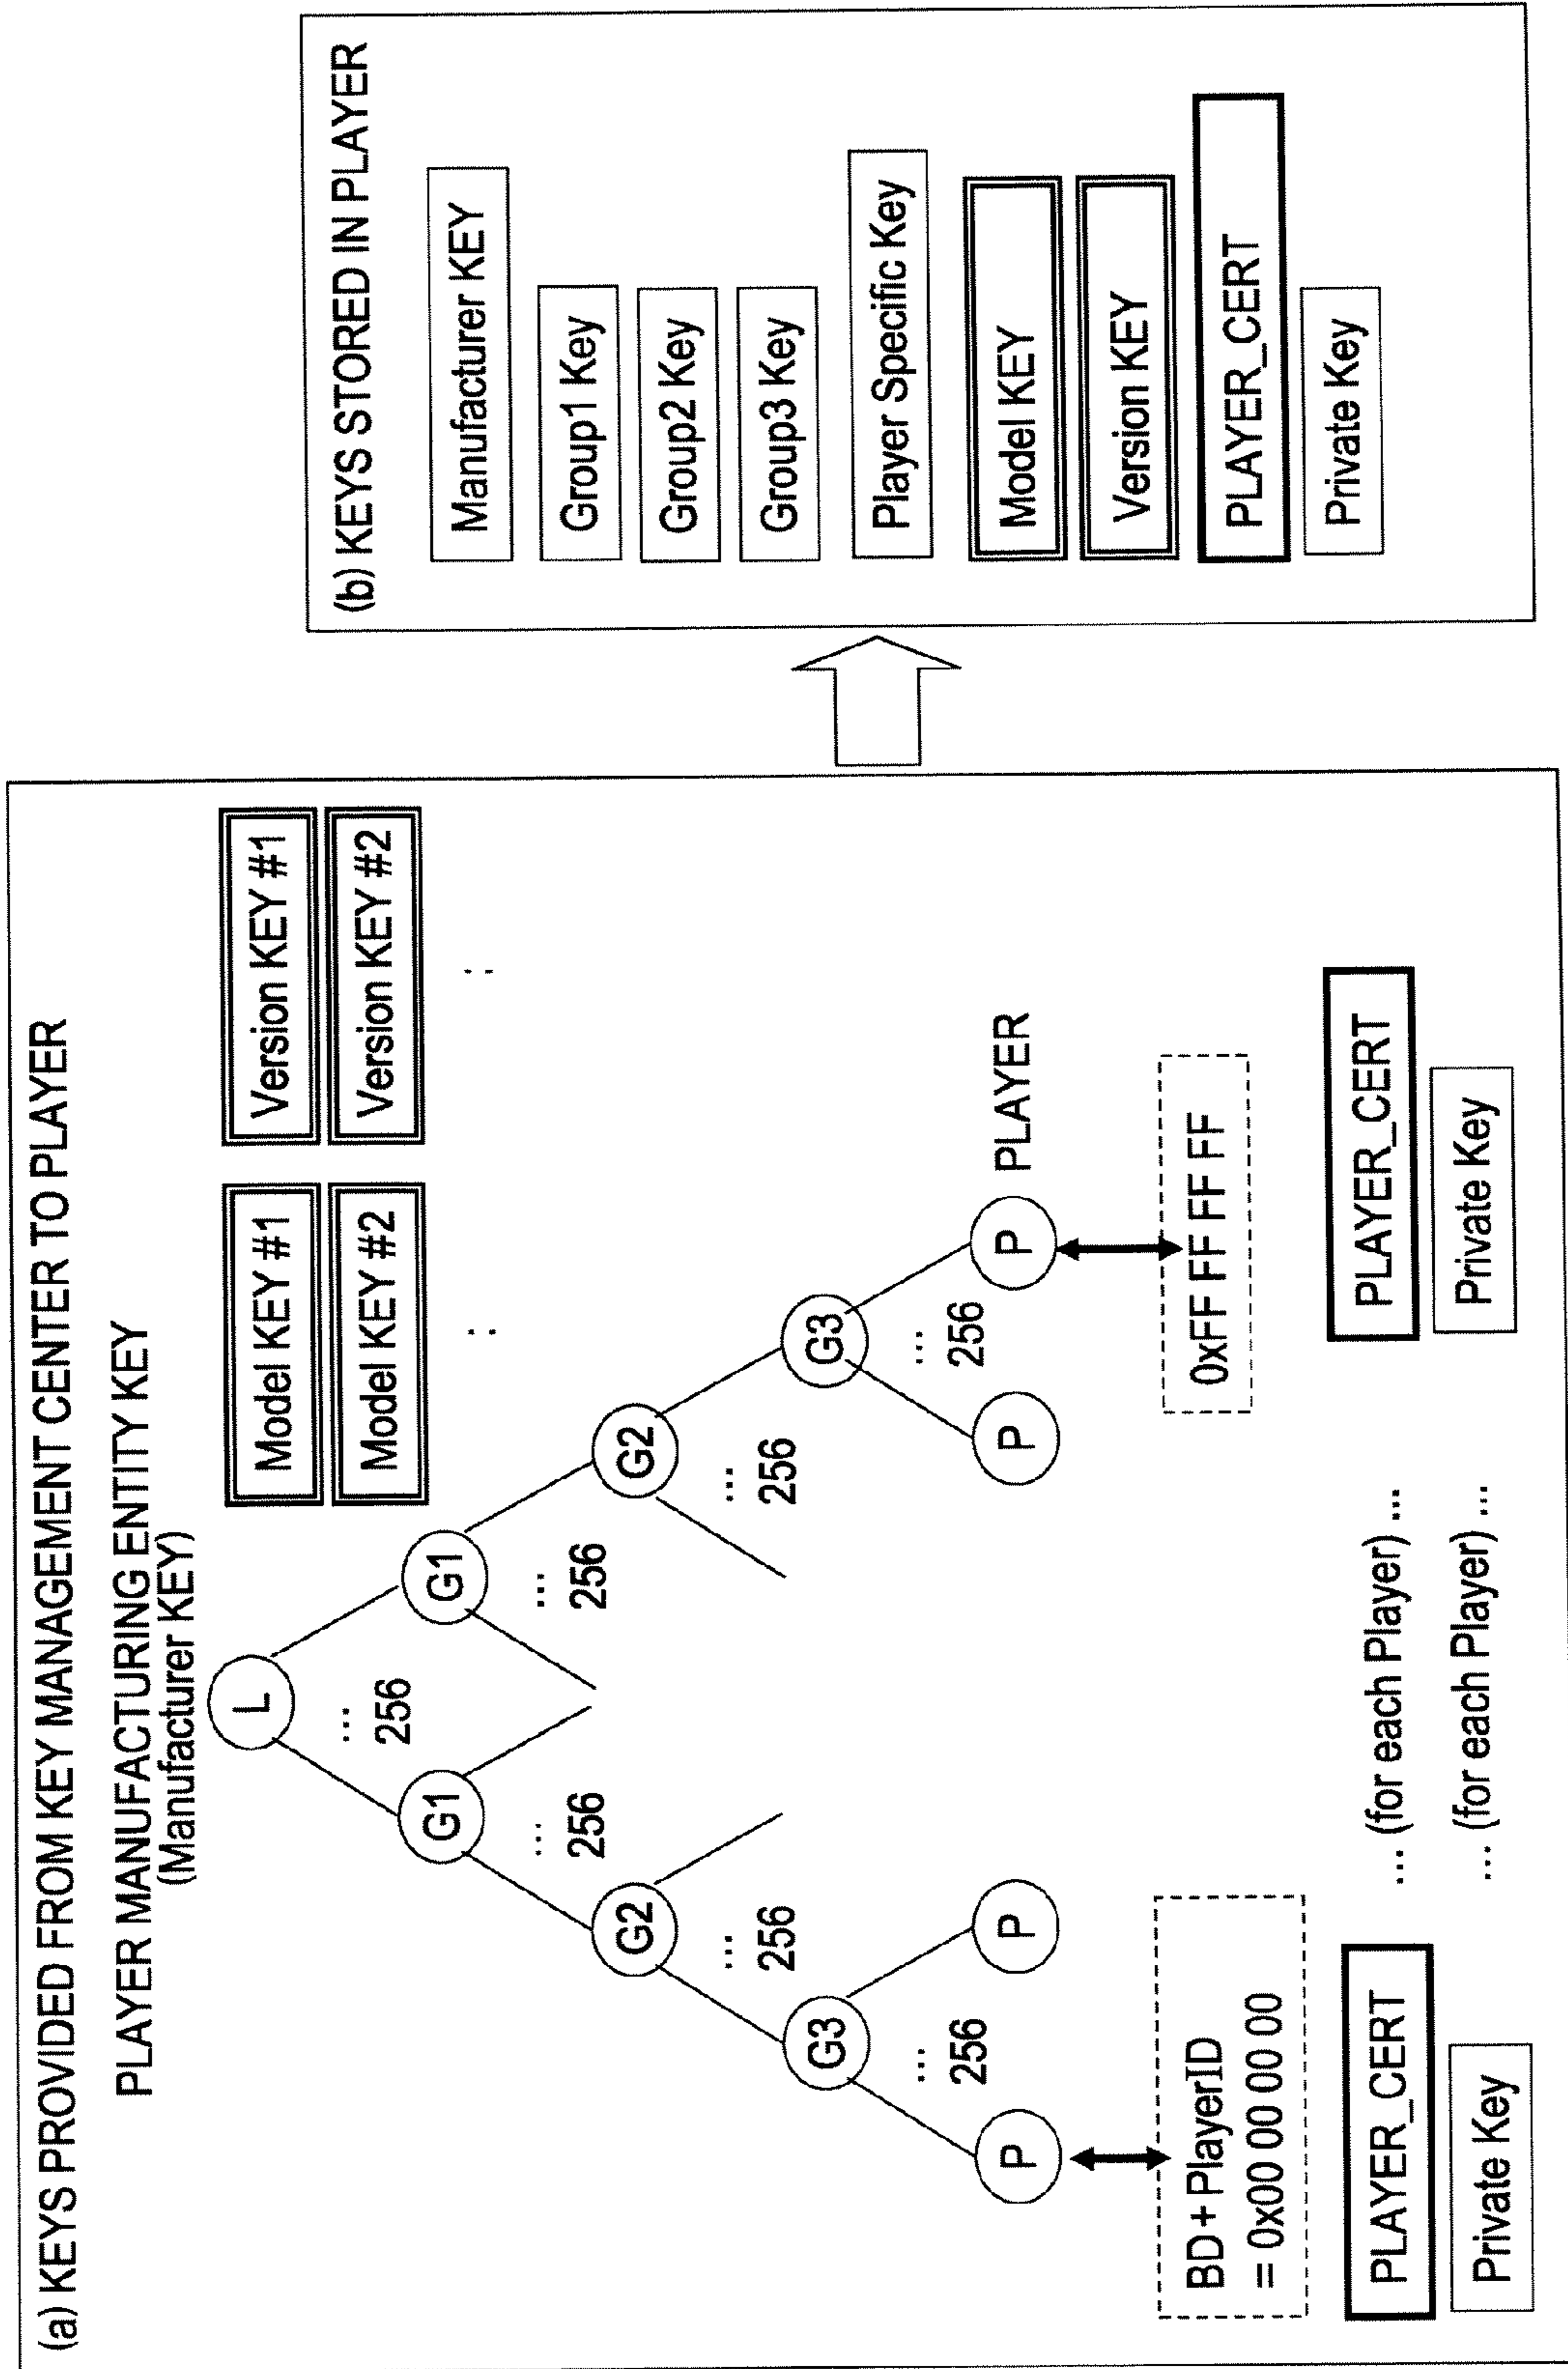 (a) KEYS PROVIDED FROM KEY MANAGEMENT CENTER TO PLAYER
PLAYER MANUFACTURING ENTITY KEY
(Manufacturer KEY)
L
Model KEY #1
Version KEY #1
Model KEY #2
Version KEY #2
:
:
...
256
G1
G1
...
256
...
256
G2
G2
...
256
...
256
G3
G3
...
256
...
256
P
P
P
P
PLAYER
BD+PlayerID
= 0x00 00 00 00
0xFF FF FF FF
PLAYER_CERT
... (for each Player) ...
PLAYER_CERT
Private Key
... (for each Player) ...
Private Key
(b) KEYS STORED IN PLAYER
Manufacturer KEY
Group1 Key
Group2 Key
Group3 Key
Player Specific Key
Model KEY
Version KEY
PLAYER_CERT
Private Key